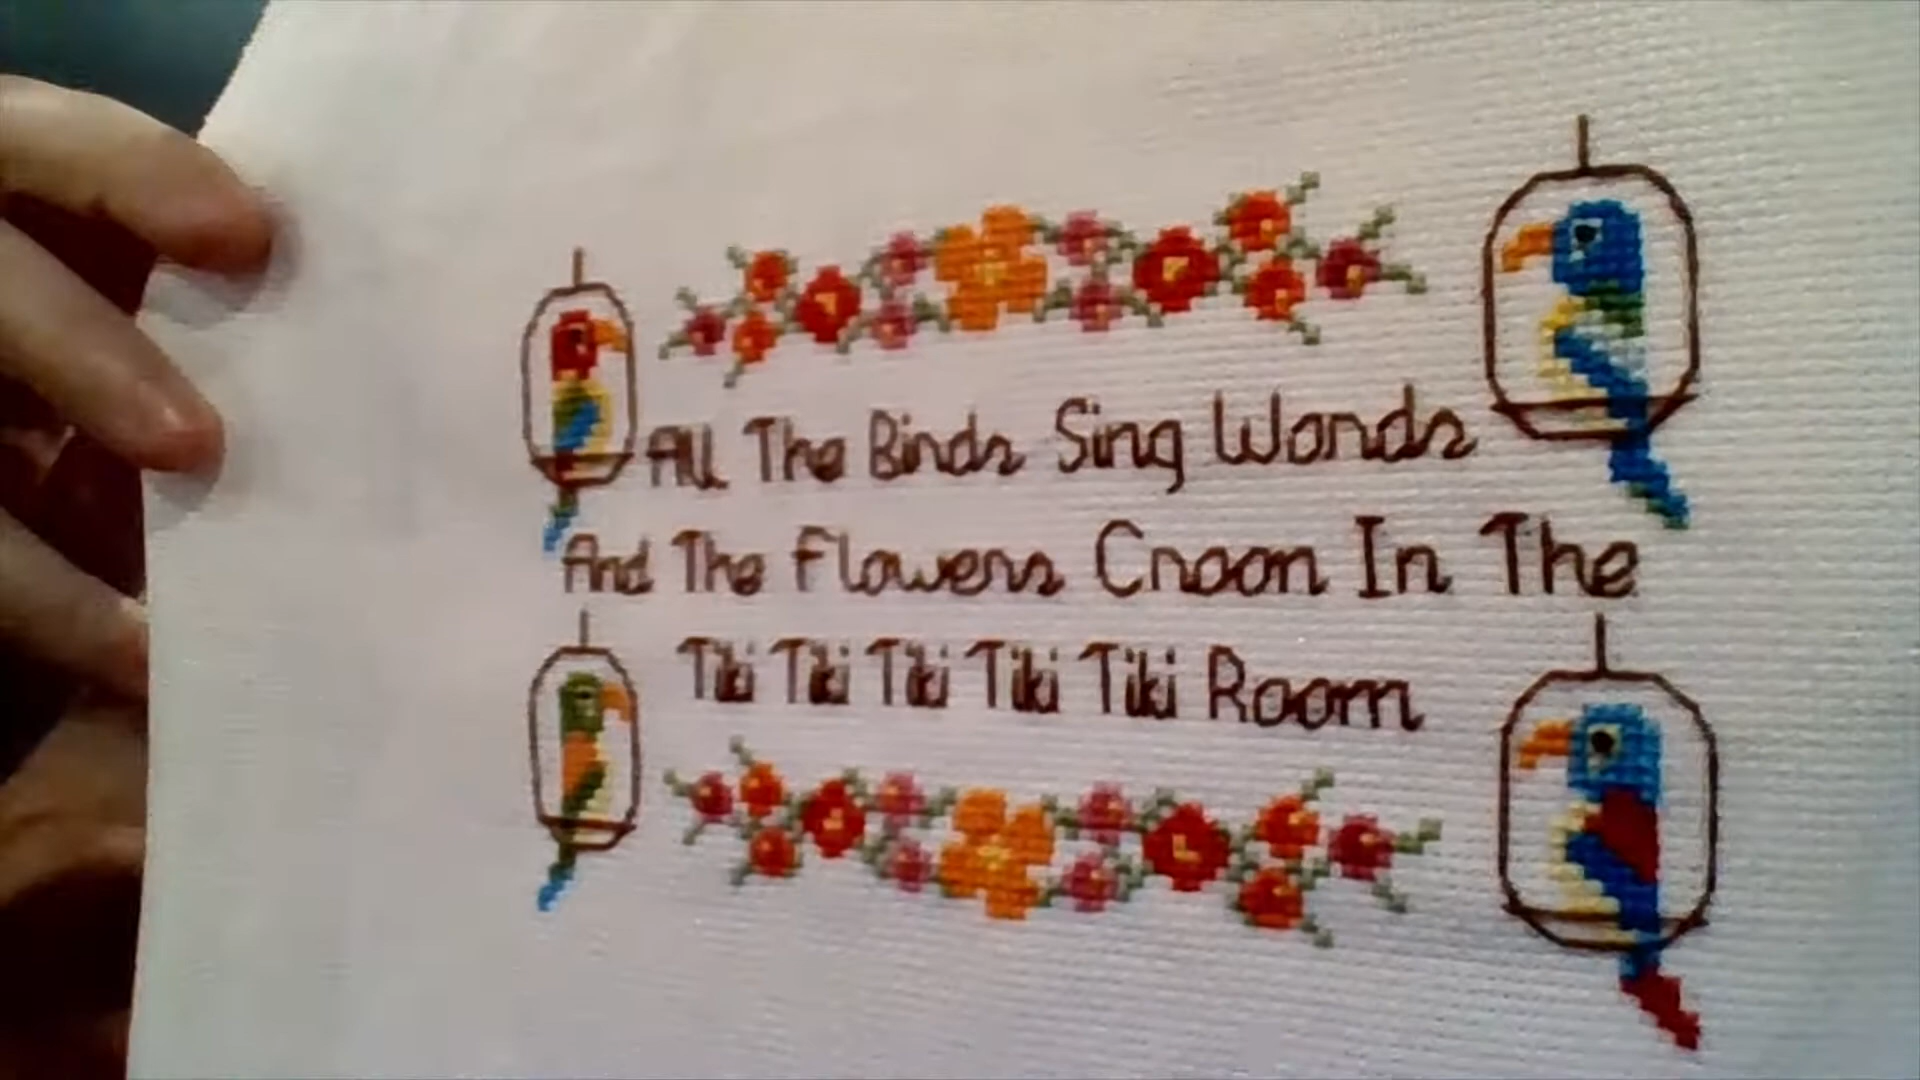 All The Birds Sing Words
And The Flowers Croon In The
Tiki Tiki Tiki Tiki Tiki Room